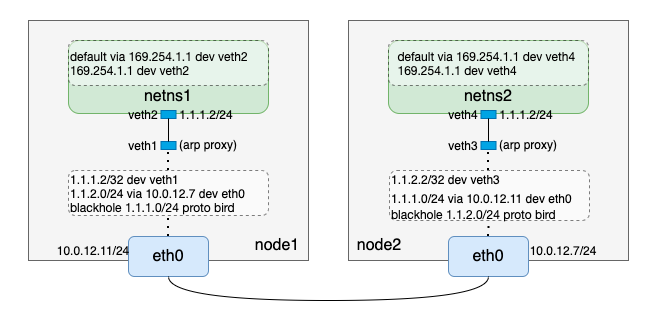 default via 169.254.1.1 dev veth2
169.254.1.1 dev veth2
netns1
veth2 1.1.1.2/24
veth1 (arp proxy)
1.1.1.2/32 dev veth1
1.1.2.0/24 via 10.0.12.7 dev eth0
blackhole 1.1.1.0/24 proto bird
node1
10.0.12.11/24
eth0
default via 169.254.1.1 dev veth4
169.254.1.1 dev veth4
netns2
veth4 1.1.1.2/24
veth3 (arp proxy)
1.1.2.2/32 dev veth3
1.1.1.0/24 via 10.0.12.11 dev eth0
blackhole 1.1.2.0/24 proto bird
node2
eth0
10.0.12.7/24